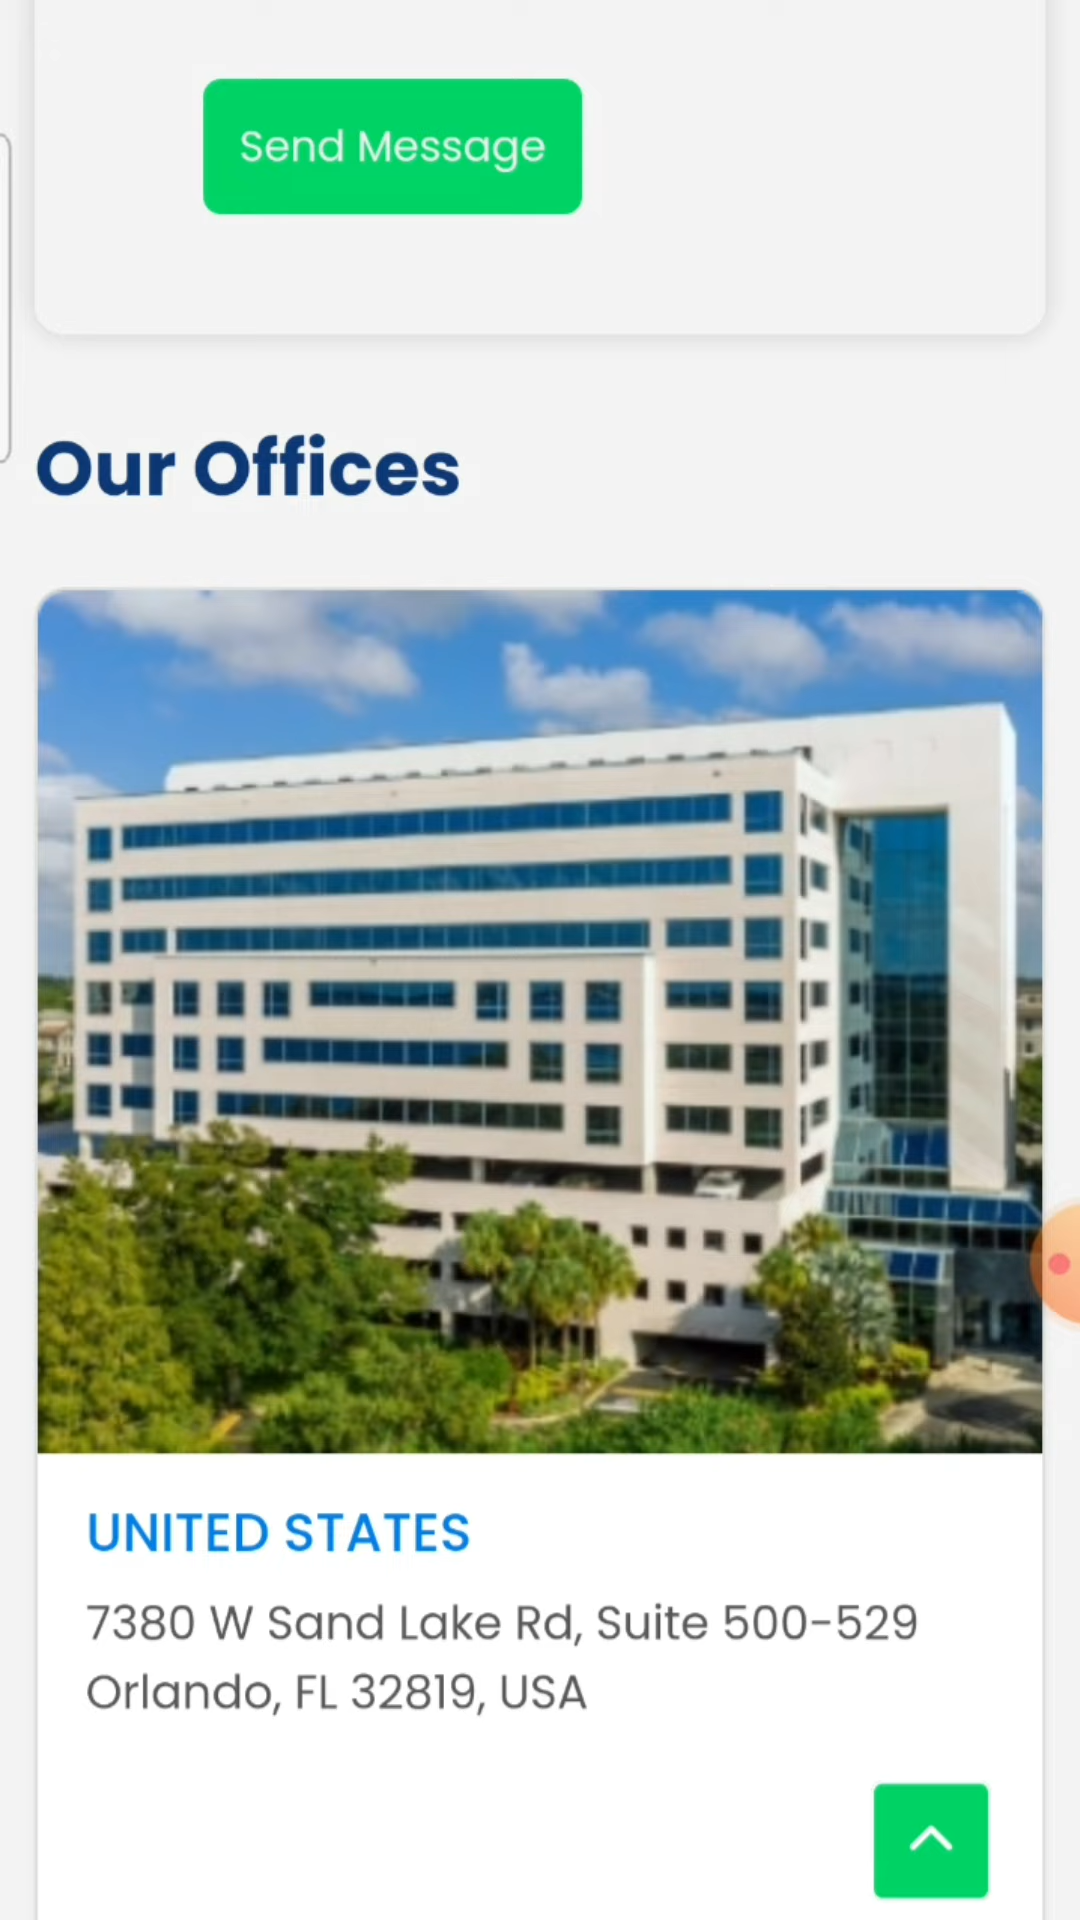 Send Message
Our Offices
UNITED STATES
7380 W Sand Lake Rd, Suite 500-529
Orlando, FL 32819, USA